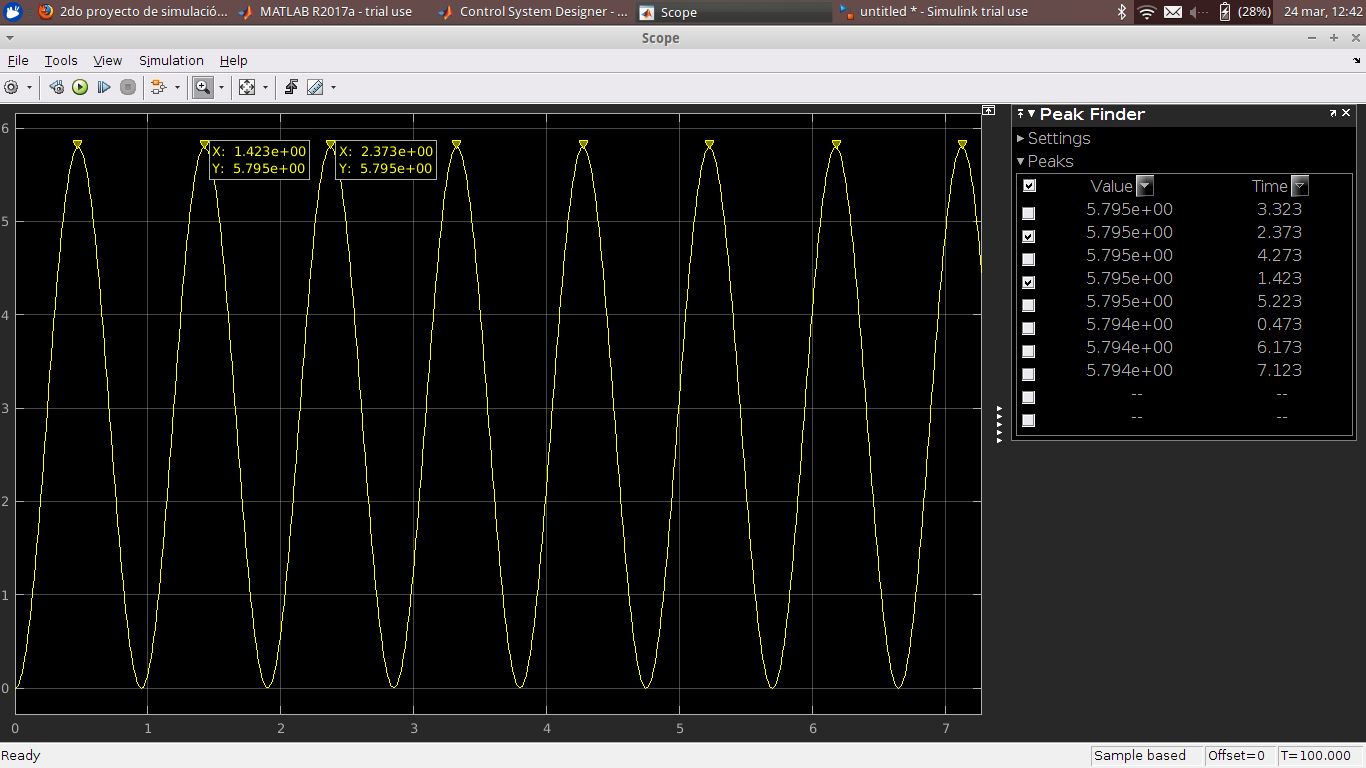 2do proyecto de simulació... MATLAB R2017a - trial use Control System Designer - ... Scope untitled * - Simulink trial use (28%) 24 mar, 12:42
Scope
File Tools View Simulation Help
Peak Finder
Settings
Peaks
Value Time
5.795e+00 3.323
5.795e+00 2.373
5.795e+00 4.273
5.795e+00 1.423
5.795e+00 5.223
5.794e+00 0.473
5.794e+00 6.173
5.794e+00 7.123
-- --
-- --
X: 1.423e+00
Y: 5.795e+00
X: 2.373e+00
Y: 5.795e+00
6
5
4
3
2
1
0
0 1 2 3 4 5 6 7
Ready Sample based Offset=0 T=100.000